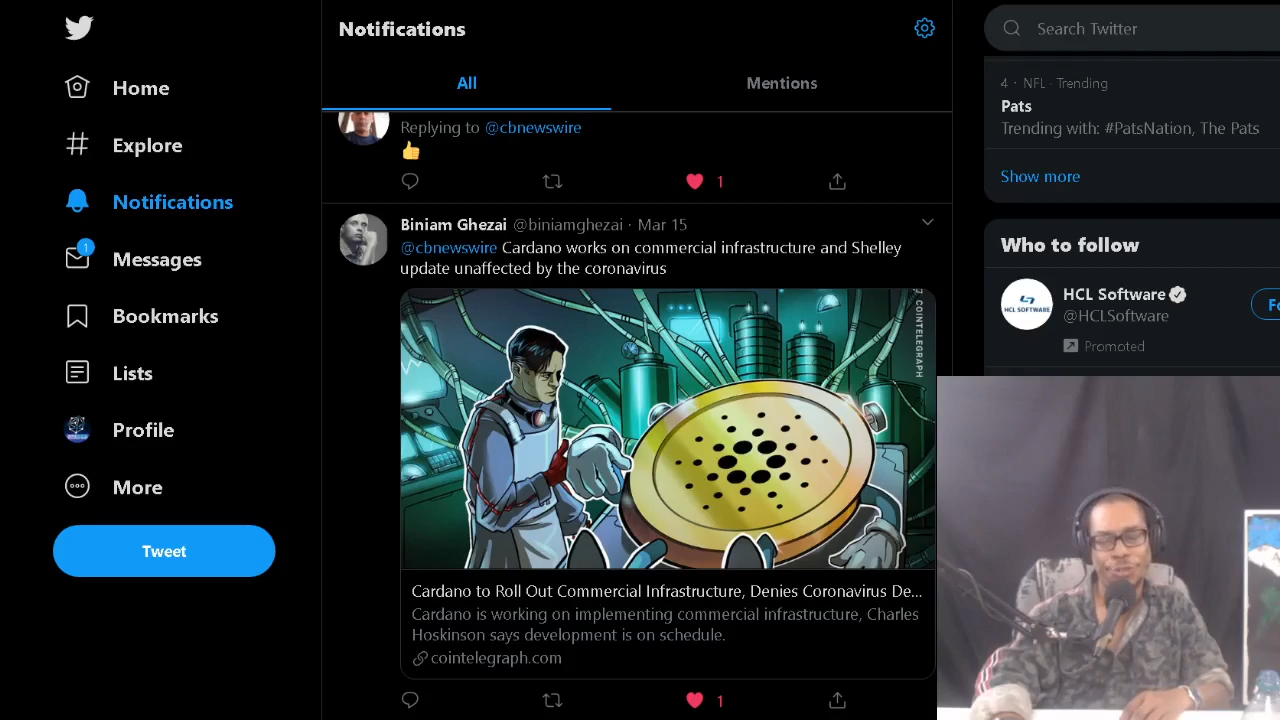 Home
Explore
Notifications
1
Messages
Bookmarks
Lists
Profile
More
Tweet
Notifications
All
Mentions
Replying to @cbnewswire
👍
1
Biniam Ghezai @biniamghezai · Mar 15
@cbnewswire Cardano works on commercial infrastructure and Shelley
update unaffected by the coronavirus
COINTELEGRAPH
Cardano to Roll Out Commercial Infrastructure, Denies Coronavirus De...
Cardano is working on implementing commercial infrastructure, Charles
Hoskinson says development is on schedule.
cointelegraph.com
1
Search Twitter
4 · NFL · Trending
Pats
Trending with: #PatsNation, The Pats
Show more
Who to follow
HCL SOFTWARE
HCL Software
@HCLSoftware
Promoted